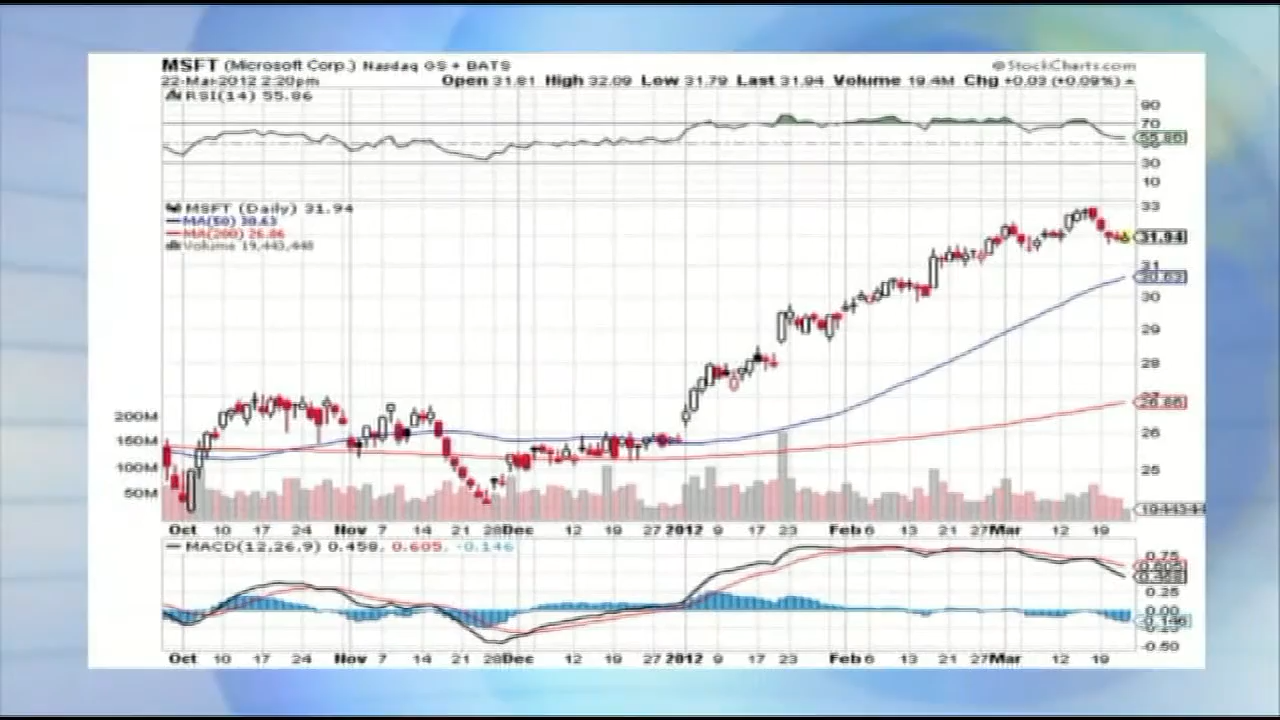 MSFT (Microsoft Corp.) Nasdaq GS + BATS ©StockCharts.com
22-Mar-2012 2:20pm Open 31.81 High 32.09 Low 31.79 Last 31.94 Volume 19.4M Chg +0.03 (+0.09%)
RSI(14) 55.86
90
70
55.86
50
30
10
MSFT (Daily) 31.94
MA(50) 30.63
MA(200) 26.86
Volume 19,443,448
33
31.94
31
30.63
30
29
28
27
26.86
26
25
200M
150M
100M
50M
Oct 10 17 24 Nov 7 14 21 28 Dec 12 19 27 2012 9 17 23 Feb 6 13 21 27 Mar 12 19
MACD(12,26,9) 0.458, 0.605, -0.146
0.75
0.605
0.458
0.25
0.00
-0.146
-0.25
-0.50
Oct 10 17 24 Nov 7 14 21 28 Dec 12 19 27 2012 9 17 23 Feb 6 13 21 27 Mar 12 19